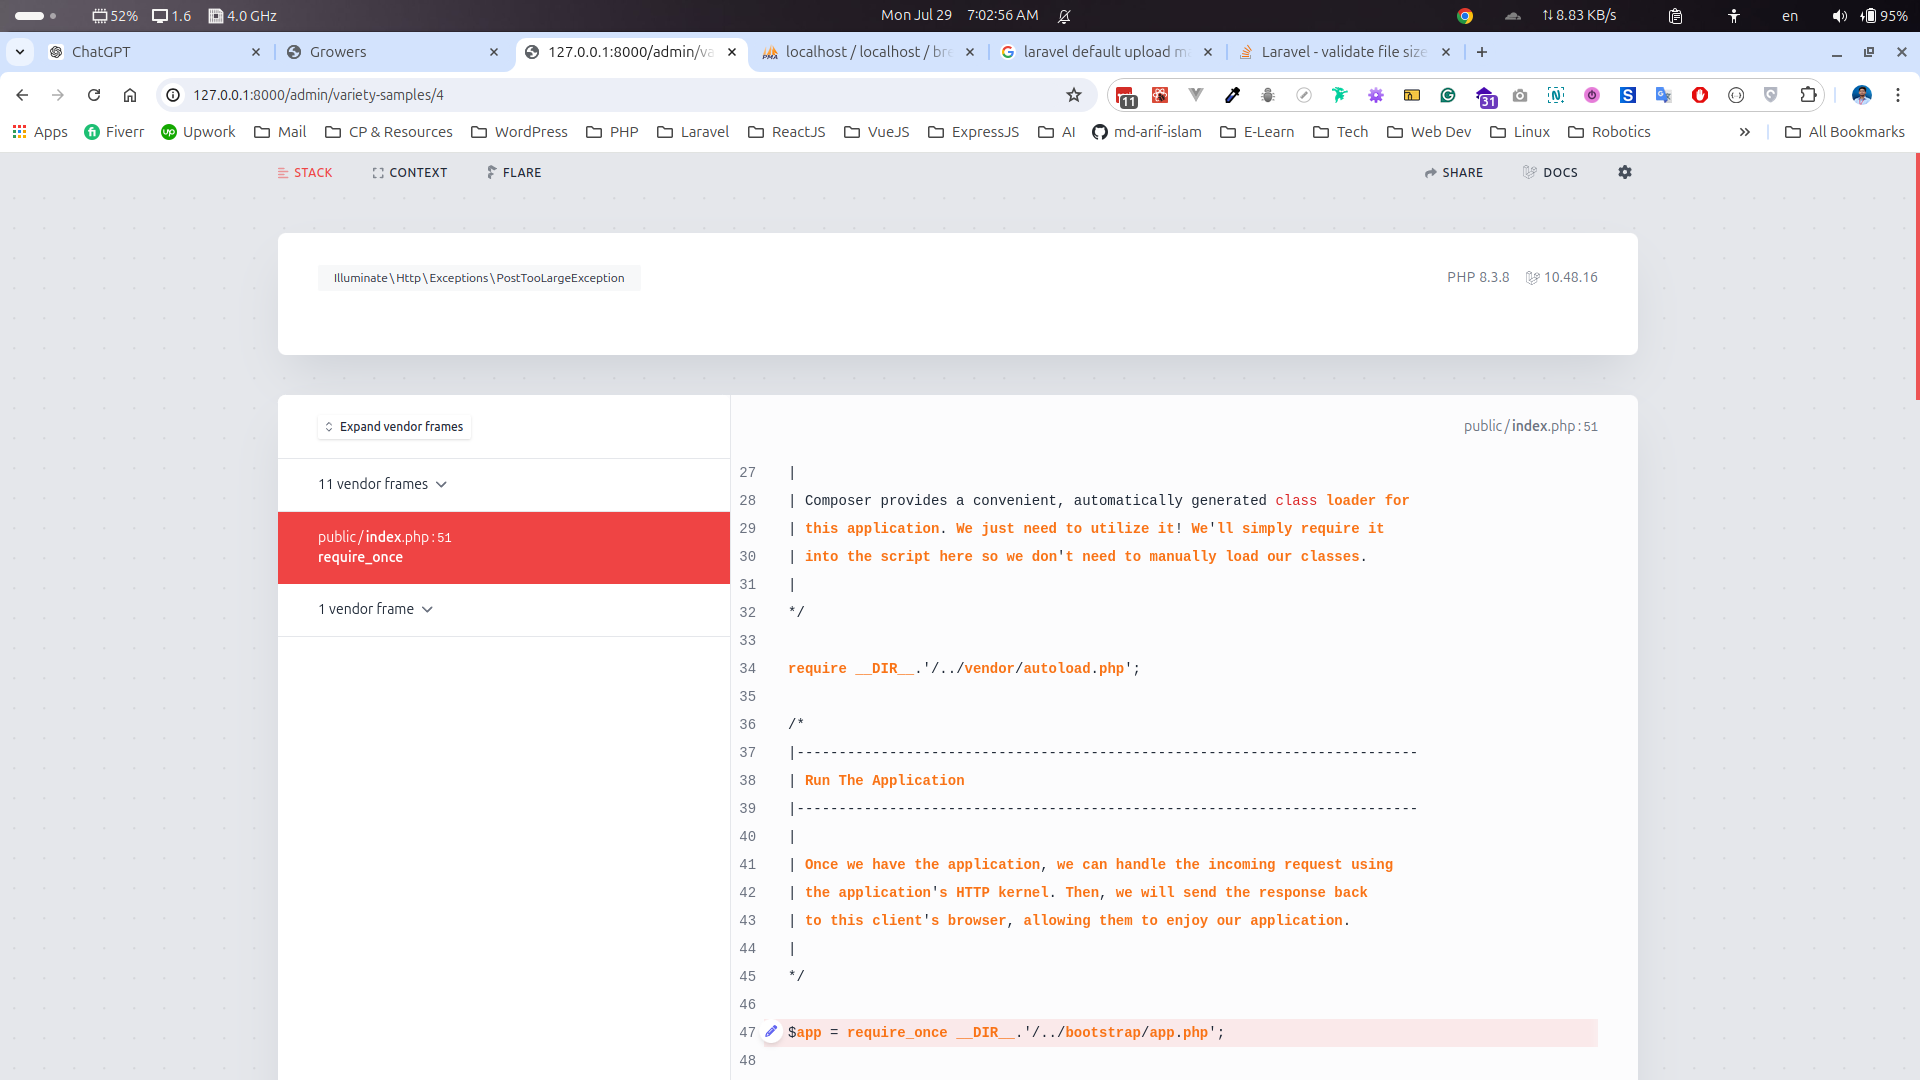 52% 1.6 4.0 GHz Mon Jul 29 7:02:56 AM 8.83 KB/s en 95%
ChatGPT Growers 127.0.0.1:8000/admin/va localhost / localhost / bre laravel default upload ma Laravel - validate file size
127.0.0.1:8000/admin/variety-samples/4 11 31
Apps Fiverr Upwork Mail CP & Resources WordPress PHP Laravel ReactJS VueJS ExpressJS AI md-arif-islam E-Learn Tech Web Dev Linux Robotics » All Bookmarks
STACK CONTEXT FLARE SHARE DOCS
Illuminate\Http\Exceptions\PostTooLargeException PHP 8.3.8 10.48.16
Expand vendor frames
11 vendor frames
public/index.php:51
require_once
1 vendor frame
public/index.php:51
27 |
28 | Composer provides a convenient, automatically generated class loader for
29 | this application. We just need to utilize it! We'll simply require it
30 | into the script here so we don't need to manually load our classes.
31 |
32 */
33
34 require __DIR__.'/../vendor/autoload.php';
35
36 /*
37 |--------------------------------------------------------------------------
38 | Run The Application
39 |--------------------------------------------------------------------------
40 |
41 | Once we have the application, we can handle the incoming request using
42 | the application's HTTP kernel. Then, we will send the response back
43 | to this client's browser, allowing them to enjoy our application.
44 |
45 */
46
47 $app = require_once __DIR__.'/../bootstrap/app.php';
48